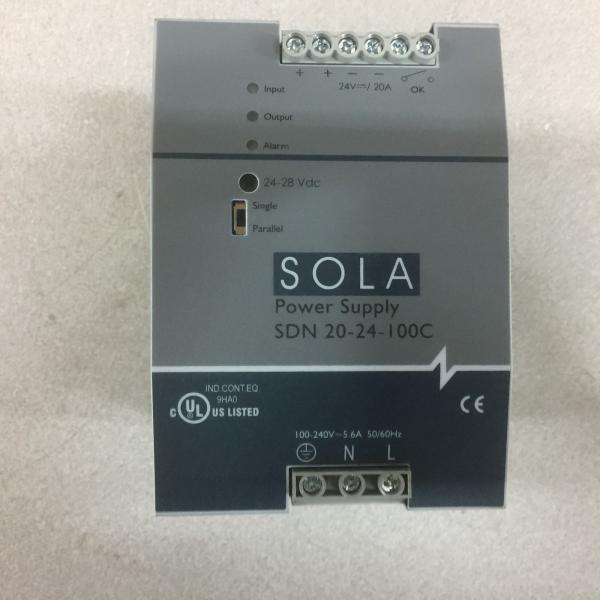 + + − − 24V⎓/ 20A OK
Input
Output
Alarm
24-28 Vdc
Single
Parallel
SOLA
Power Supply
SDN 20-24-100C
IND.CONT.EQ
9HA0
C UL US LISTED
CE
100-240V~5.6A 50/60Hz
N L